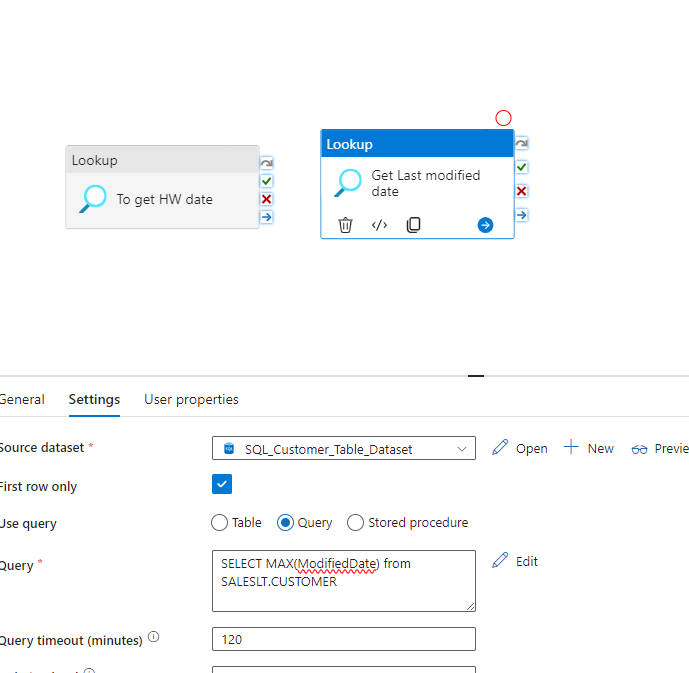 Lookup
To get HW date
Lookup
Get Last modified
date
General
Settings
User properties
Source dataset *
SQL_Customer_Table_Dataset
Open
New
First row only
Use query
Table
Query
Stored procedure
Query *
SELECT MAX(ModifiedDate) from
SALESLT.CUSTOMER
Edit
Query timeout (minutes)
120